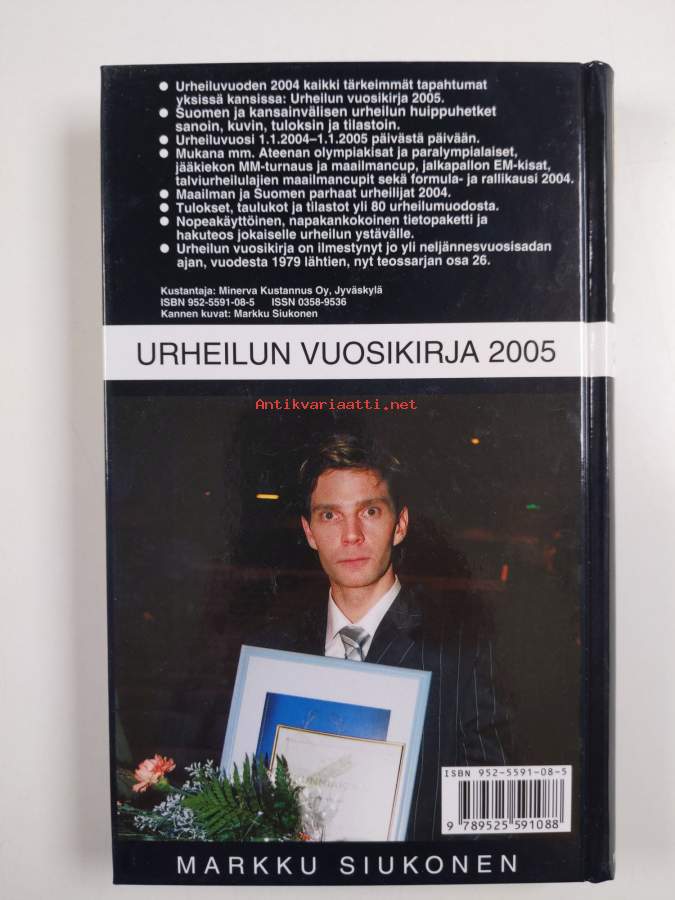 ● Urheiluvuoden 2004 kaikki tärkeimmät tapahtumat
yksissä kansissa: Urheilun vuosikirja 2005.
● Suomen ja kansainvälisen urheilun huippuhetket
sanoin, kuvin, tuloksin ja tilastoin.
● Urheiluvuosi 1.1.2004–1.1.2005 päivästä päivään.
● Mukana mm. Ateenan olympiakisat ja paralympialaiset,
jääkiekon MM-turnaus ja maailmancup, jalkapallon EM-kisat,
talviurheilulajien maailmancupit sekä formula- ja rallikausi 2004.
● Maailman ja Suomen parhaat urheilijat 2004.
● Tulokset, taulukot ja tilastot yli 80 urheilumuodosta.
● Nopeakäyttöinen, napakankokoinen tietopaketti ja
hakuteos jokaiselle urheilun ystävälle.
● Urheilun vuosikirja on ilmestynyt jo yli neljännesvuosisadan
ajan, vuodesta 1979 lähtien, nyt teossarjan osa 26.
Kustantaja: Minerva Kustannus Oy, Jyväskylä
ISBN 952-5591-08-5 ISSN 0358-9536
Kannen kuvat: Markku Siukonen
URHEILUN VUOSIKIRJA 2005
Antikvariaatti.net
ISBN 952-5591-08-5
9 789525 591088
MARKKU SIUKONEN